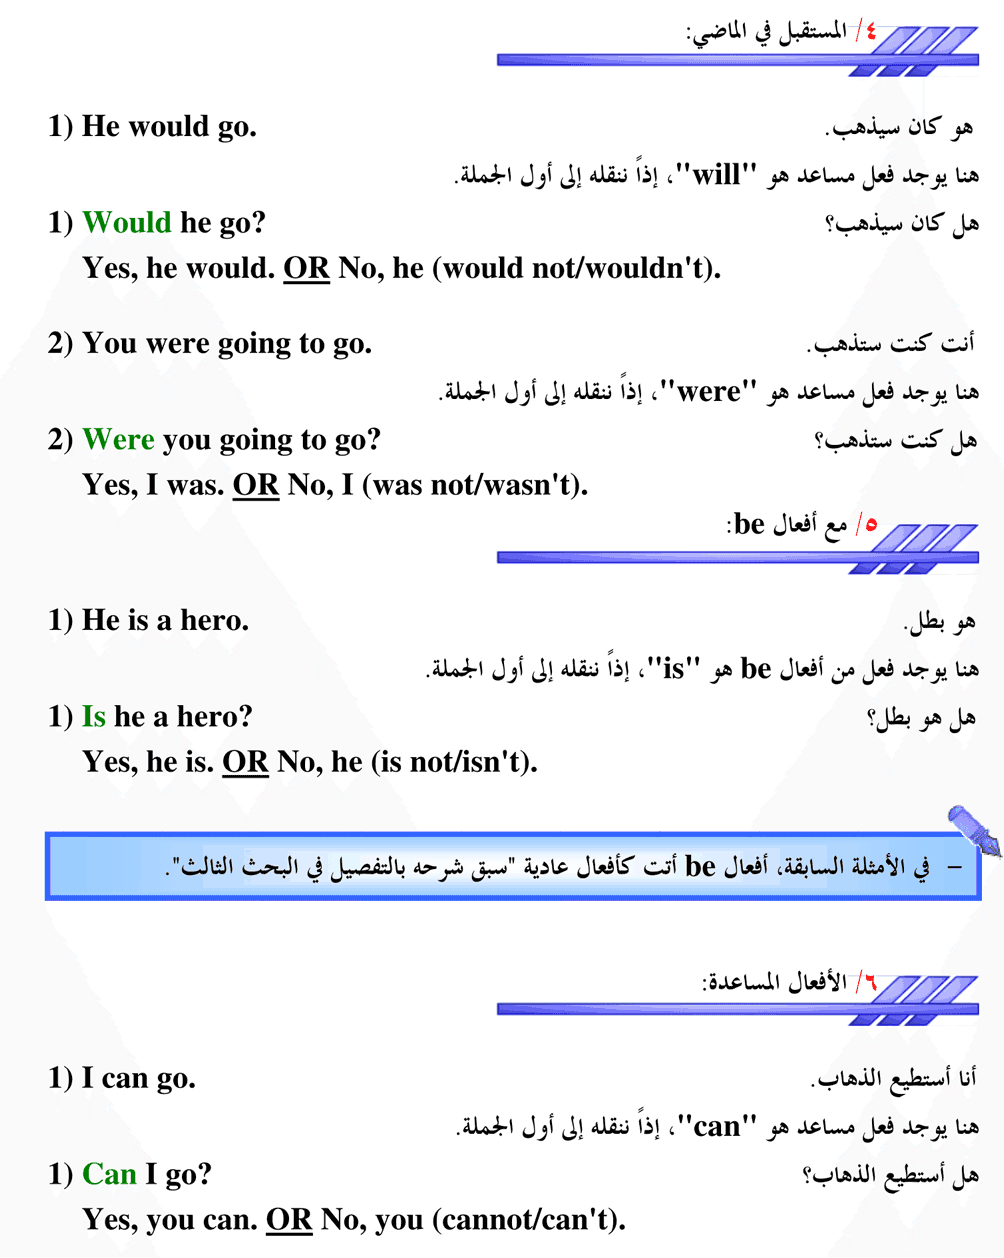 ٤/ المستقبل في الماضي:
1) He would go. هو كان سيذهب.
هنا يوجد فعل مساعد هو "will"، إذاً ننقله إلى أول الجملة.
1) Would he go? هل كان سيذهب؟
Yes, he would. OR No, he (would not/wouldn't).
2) You were going to go. أنت كنت ستذهب.
هنا يوجد فعل مساعد هو "were"، إذاً ننقله إلى أول الجملة.
2) Were you going to go? هل كنت ستذهب؟
Yes, I was. OR No, I (was not/wasn't).
٥/ مع أفعال be:
1) He is a hero. هو بطل.
هنا يوجد فعل من أفعال be هو "is"، إذاً ننقله إلى أول الجملة.
1) Is he a hero? هل هو بطل؟
Yes, he is. OR No, he (is not/isn't).
– في الأمثلة السابقة، أفعال be أتت كأفعال عادية "سبق شرحه بالتفصيل في البحث الثالث".
٦/ الأفعال المساعدة:
1) I can go. أنا أستطيع الذهاب.
هنا يوجد فعل مساعد هو "can"، إذاً ننقله إلى أول الجملة.
1) Can I go? هل أستطيع الذهاب؟
Yes, you can. OR No, you (cannot/can't).